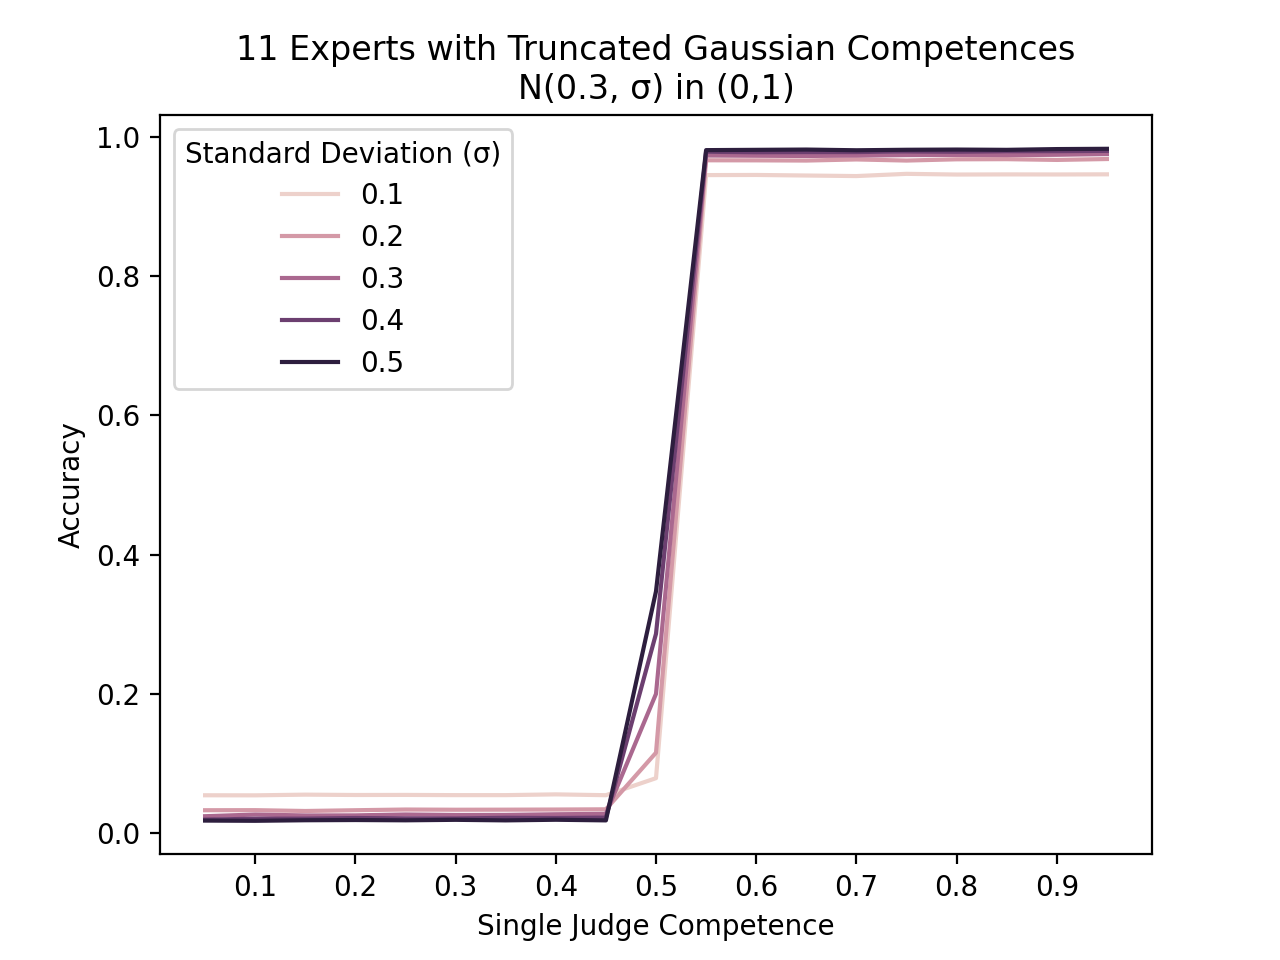 11 Experts with Truncated Gaussian Competences
N(0.3, σ) in (0,1)
Standard Deviation (σ)
0.1
0.2
0.3
0.4
0.5
1.0
0.8
0.6
0.4
0.2
0.0
Accuracy
0.1 0.2 0.3 0.4 0.5 0.6 0.7 0.8 0.9
Single Judge Competence